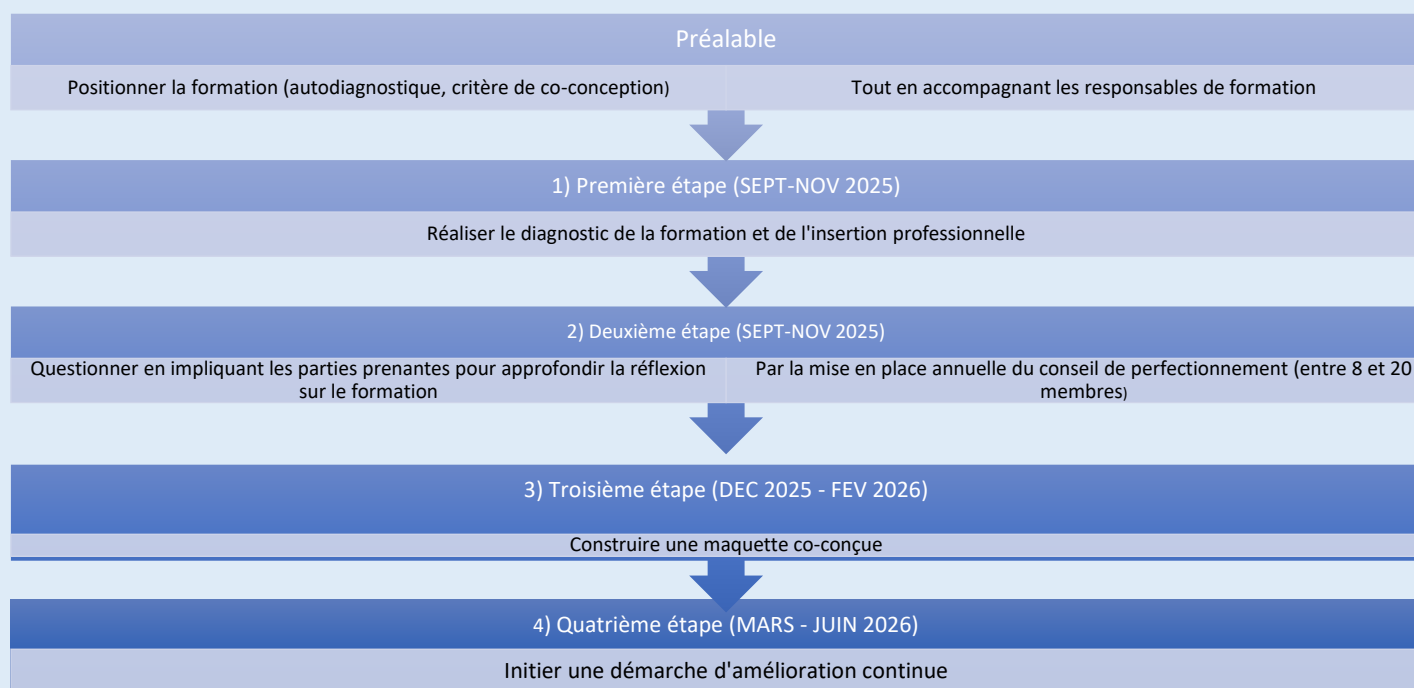 Préalable
Positionner la formation (autodiagnostique, critère de co-conception)
Tout en accompagnant les responsables de formation
1) Première étape (SEPT-NOV 2025)
Réaliser le diagnostic de la formation et de l'insertion professionnelle
2) Deuxième étape (SEPT-NOV 2025)
Questionner en impliquant les parties prenantes pour approfondir la réflexion
sur le formation
Par la mise en place annuelle du conseil de perfectionnement (entre 8 et 20
membres)
3) Troisième étape (DEC 2025 - FEV 2026)
Construire une maquette co-conçue
4) Quatrième étape (MARS - JUIN 2026)
Initier une démarche d'amélioration continue